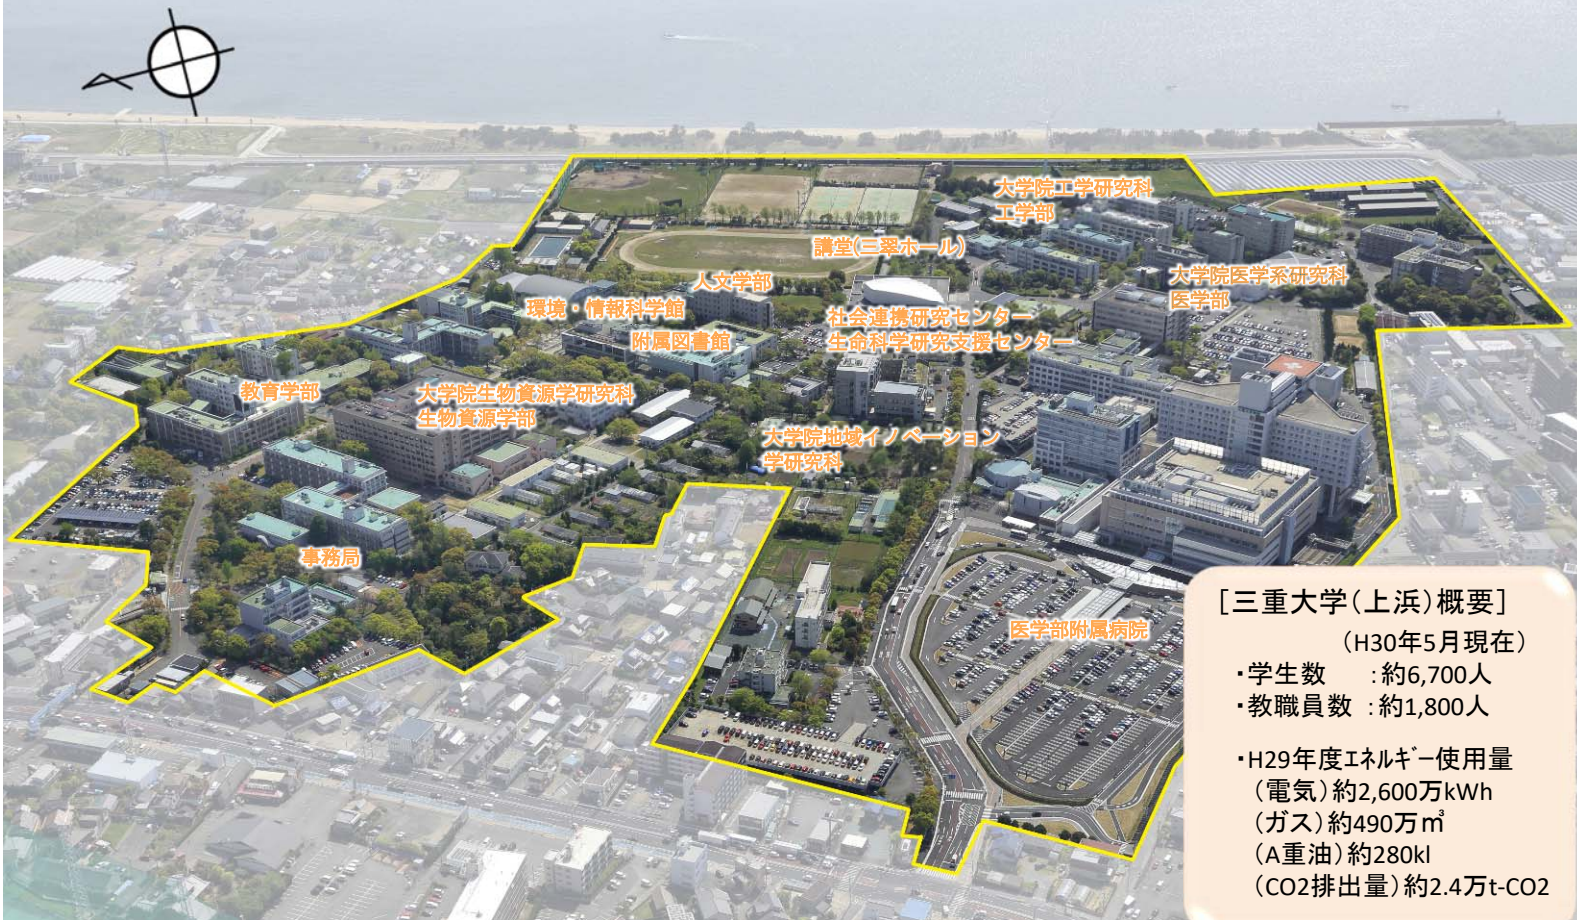 大学院工学研究科
工学部
講堂(三翠ホール)
大学院医学系研究科
医学部
人文学部
環境・情報科学館
社会連携研究センター
生命科学研究支援センター
附属図書館
教育学部
大学院生物資源学研究科
生物資源学部
大学院地域イノベーション
学研究科
事務局
医学部附属病院
[三重大学(上浜)概要]
(H30年5月現在)
・学生数 :約6,700人
・教職員数 :約1,800人
・H29年度エネルギー使用量
(電気)約2,600万kWh
(ガス)約490万㎥
(A重油)約280kl
(CO2排出量)約2.4万t-CO2